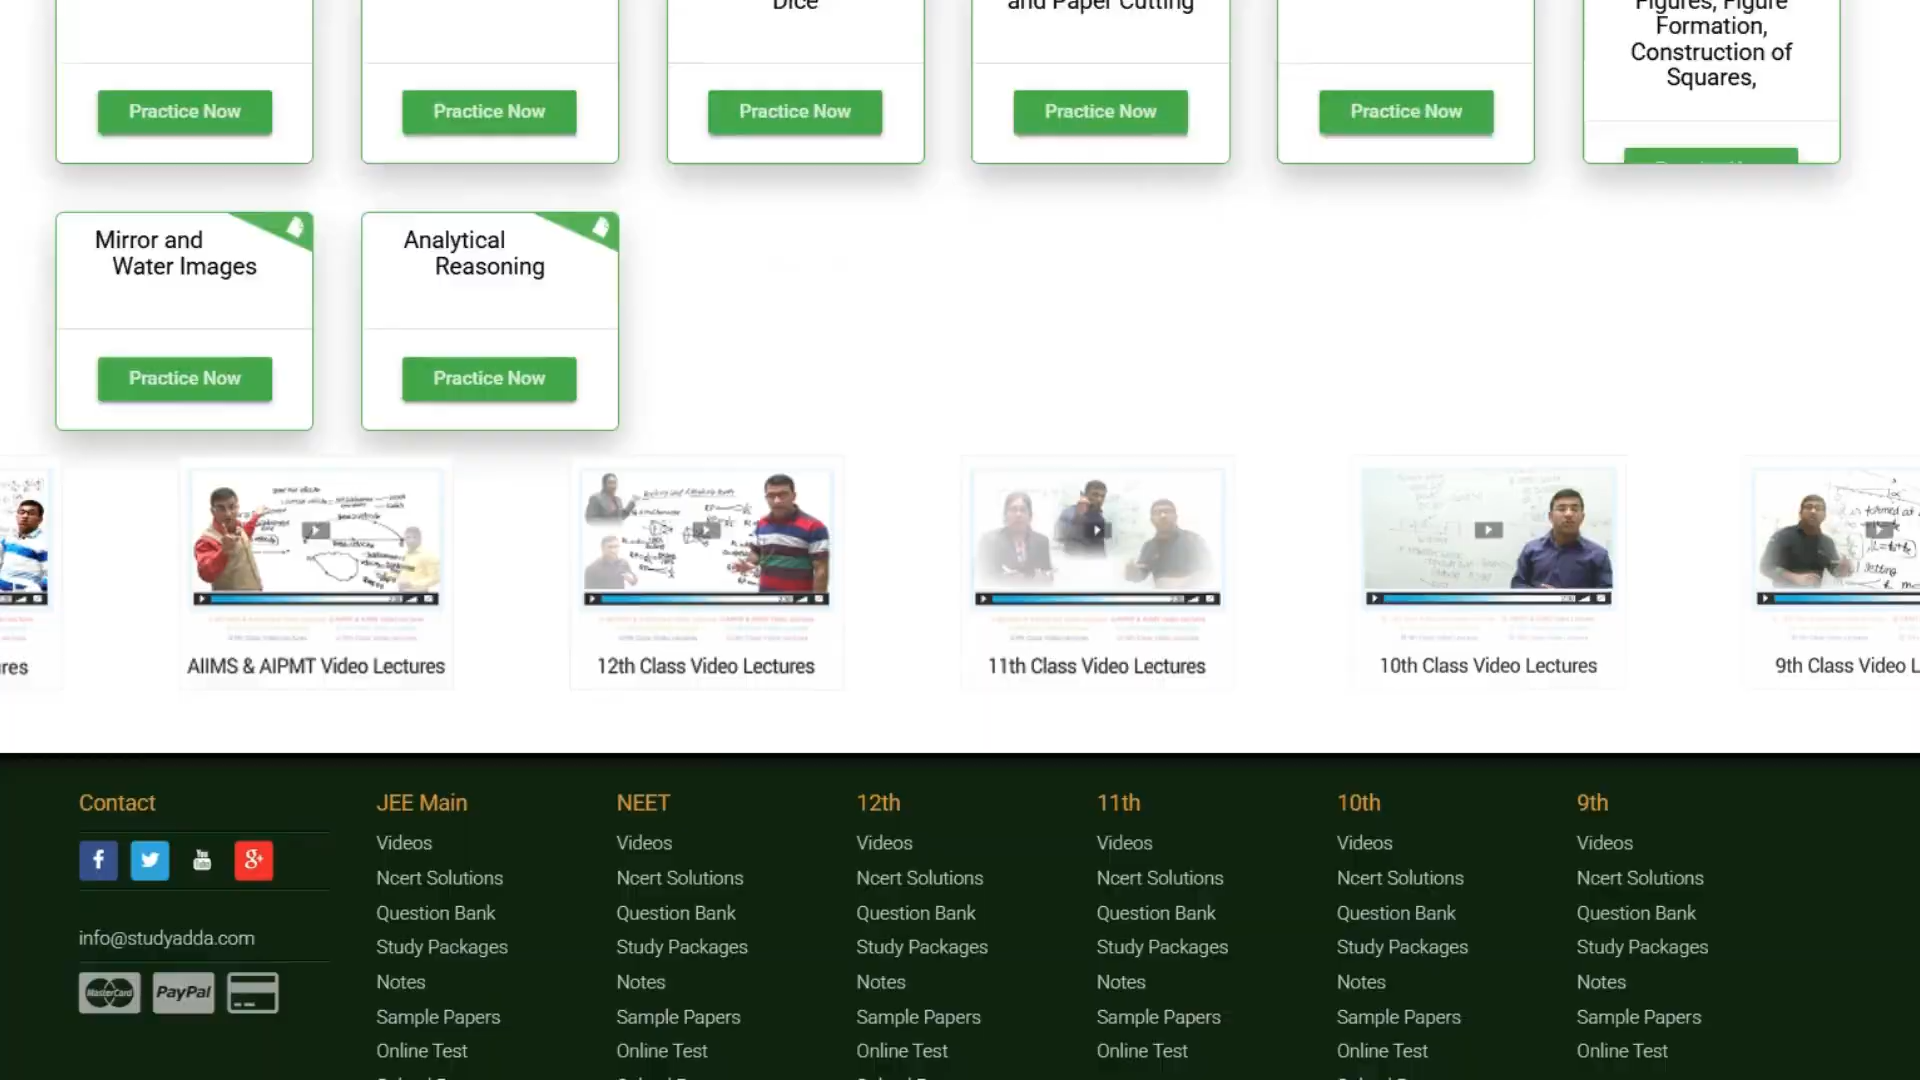 Dice
and Paper Cutting
Figures, Figure
Formation,
Construction of
Squares,
Practice Now
Practice Now
Practice Now
Practice Now
Practice Now
Mirror and
Water Images
Analytical
Reasoning
Practice Now
Practice Now
AIIMS & AIPMT Video Lectures
12th Class Video Lectures
11th Class Video Lectures
10th Class Video Lectures
9th Class Video L
Contact
info@studyadda.com
MasterCard
PayPal
JEE Main
Videos
Ncert Solutions
Question Bank
Study Packages
Notes
Sample Papers
Online Test
NEET
Videos
Ncert Solutions
Question Bank
Study Packages
Notes
Sample Papers
Online Test
12th
Videos
Ncert Solutions
Question Bank
Study Packages
Notes
Sample Papers
Online Test
11th
Videos
Ncert Solutions
Question Bank
Study Packages
Notes
Sample Papers
Online Test
10th
Videos
Ncert Solutions
Question Bank
Study Packages
Notes
Sample Papers
Online Test
9th
Videos
Ncert Solutions
Question Bank
Study Packages
Notes
Sample Papers
Online Test